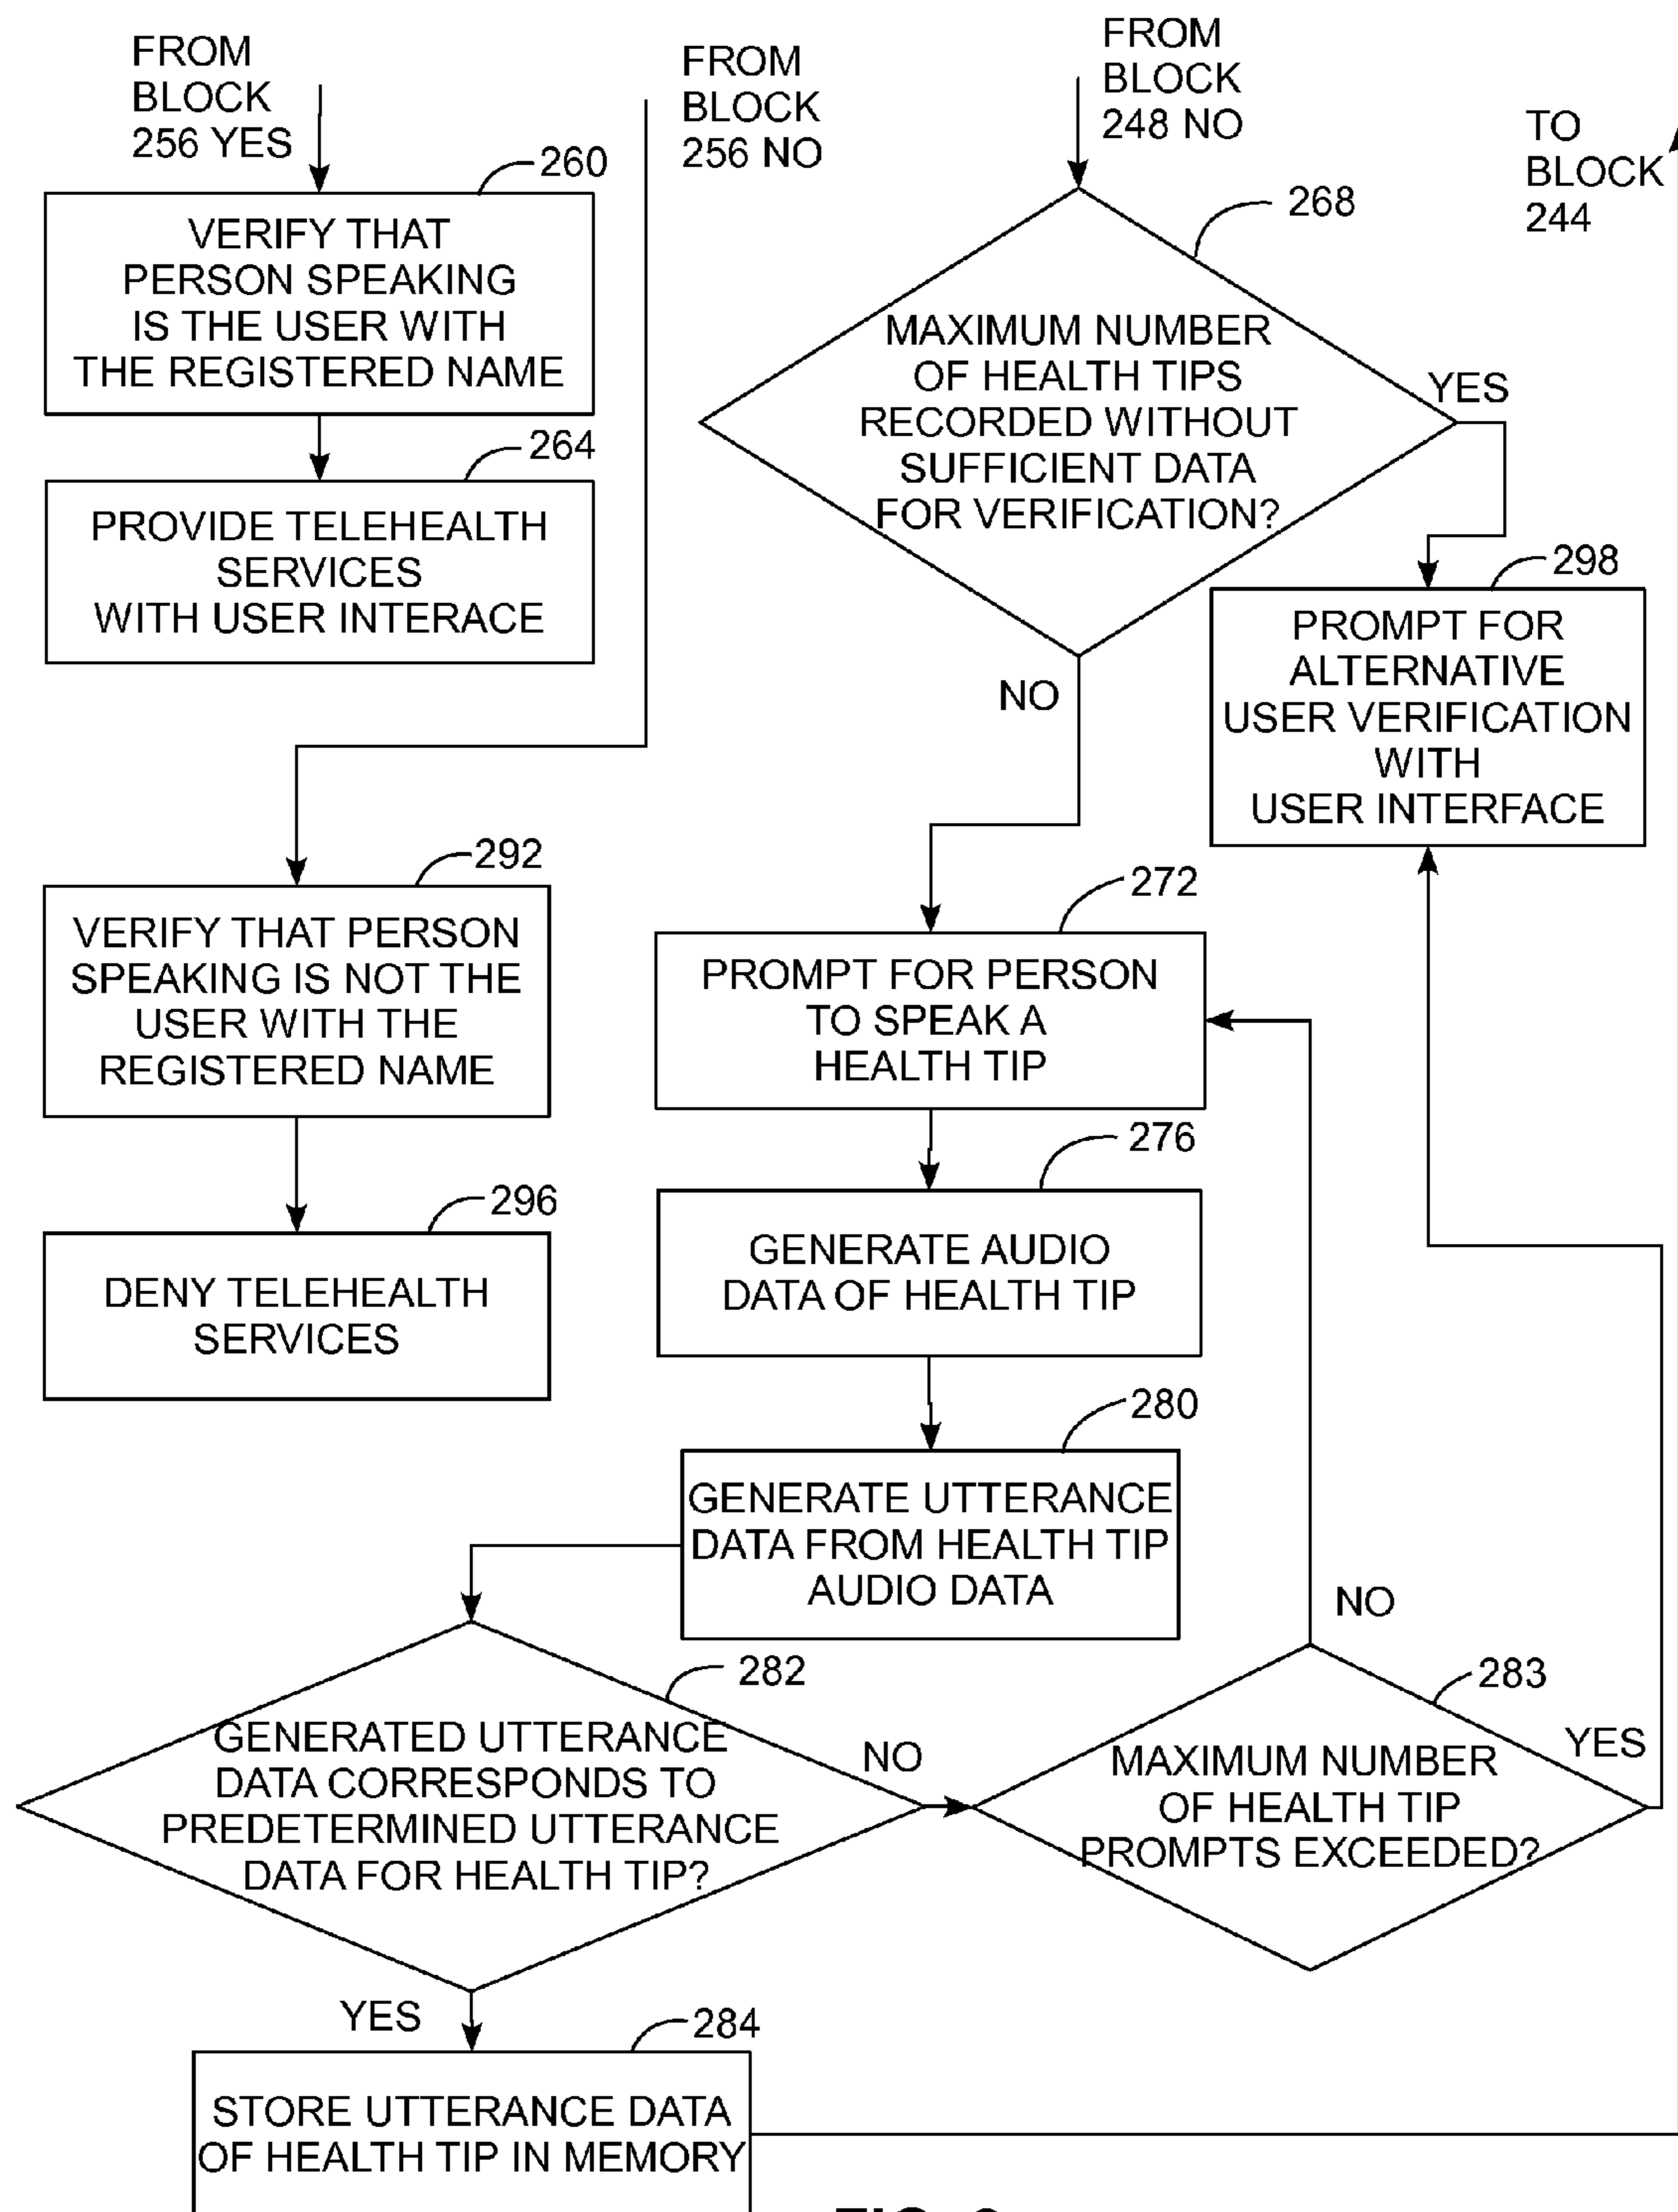 FROM
BLOCK
256 YES
FROM
BLOCK
256 NO
FROM
BLOCK
248 NO
TO
BLOCK
244
260
VERIFY THAT
PERSON SPEAKING
IS THE USER WITH
THE REGISTERED NAME
264
PROVIDE TELEHEALTH
SERVICES
WITH USER INTERACE
268
MAXIMUM NUMBER
OF HEALTH TIPS
RECORDED WITHOUT
SUFFICIENT DATA
FOR VERIFICATION?
YES
NO
298
PROMPT FOR
ALTERNATIVE
USER VERIFICATION
WITH
USER INTERFACE
292
VERIFY THAT PERSON
SPEAKING IS NOT THE
USER WITH THE
REGISTERED NAME
296
DENY TELEHEALTH
SERVICES
272
PROMPT FOR PERSON
TO SPEAK A
HEALTH TIP
276
GENERATE AUDIO
DATA OF HEALTH TIP
280
GENERATE UTTERANCE
DATA FROM HEALTH TIP
AUDIO DATA
282
GENERATED UTTERANCE
DATA CORRESPONDS TO
PREDETERMINED UTTERANCE
DATA FOR HEALTH TIP?
NO
YES
283
MAXIMUM NUMBER
OF HEALTH TIP
PROMPTS EXCEEDED?
NO
YES
284
STORE UTTERANCE DATA
OF HEALTH TIP IN MEMORY